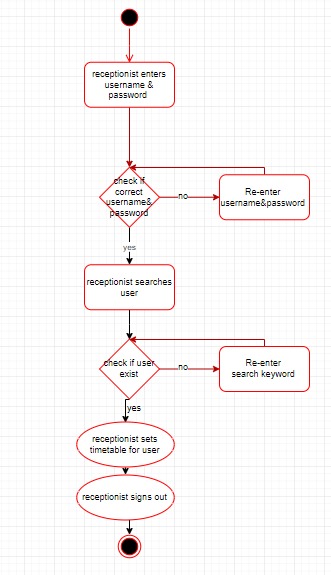 receptionist enters
username &
password
check if
correct
username&
password
no
Re-enter
username&password
yes
receptionist searches
user
check if user
exist
no
Re-enter
search keyword
yes
receptionist sets
timetable for user
receptionist signs out